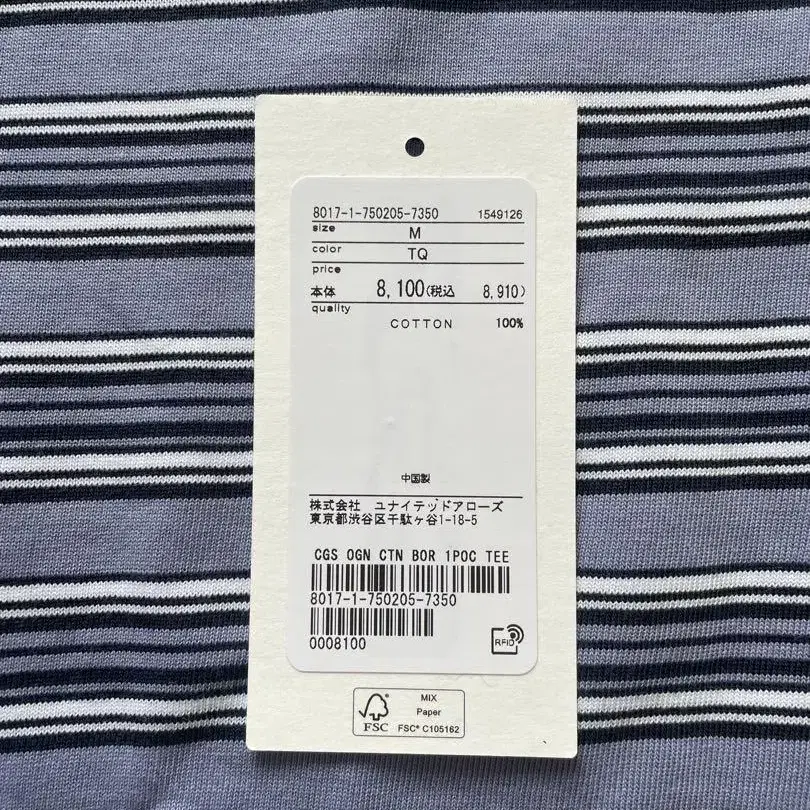 8017-1-750205-7350 1549126
size M
color TQ
price
本体 8,100(税込 8,910)
quality
COTTON 100%
中国製
株式会社 ユナイテッドアローズ
東京都渋谷区千駄ヶ谷1-18-5
CGS OGN CTN BOR 1POC TEE
8017-1-750205-7350
0008100
RFID
FSC
MIX
Paper
FSC® C105162